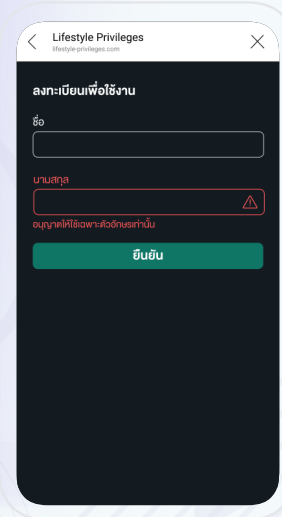 Lifestyle Privileges
lifestyle-privileges.com
ลงทะเบียนเพื่อใช้งาน
ชื่อ
นามสกุล
อนุญาตให้ใช้เฉพาะตัวอักษรเท่านั้น
ยืนยัน